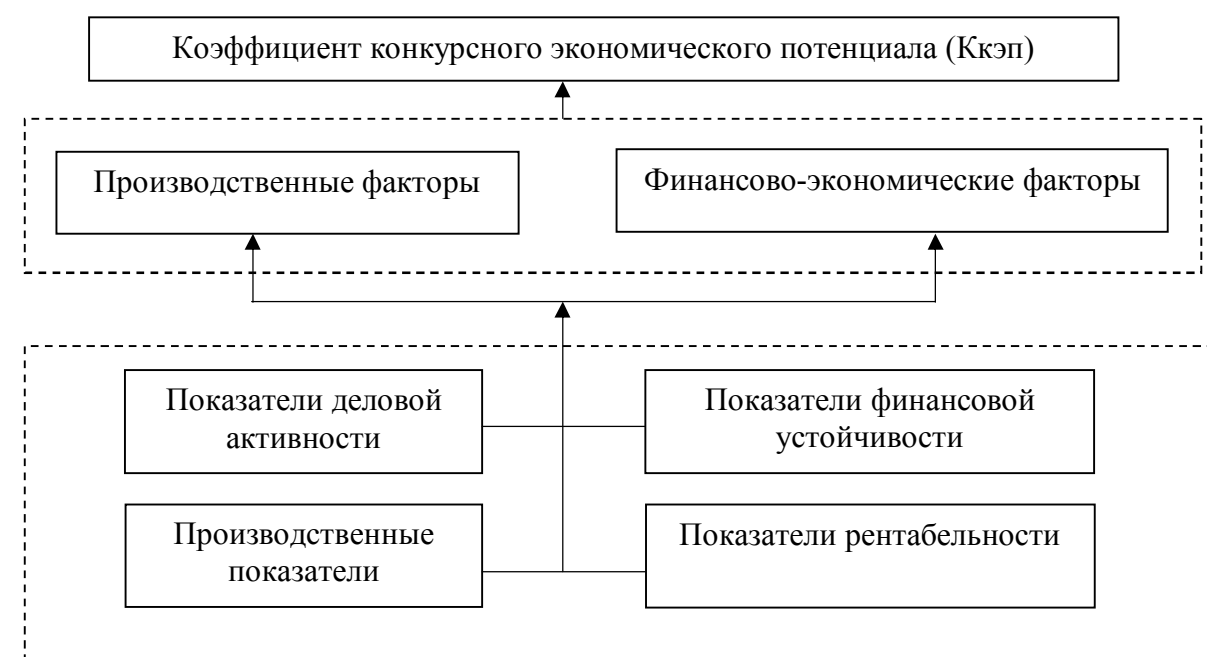 Коэффициент конкурсного экономического потенциала (Ккэп)
Производственные факторы
Финансово-экономические факторы
Показатели деловой
активности
Показатели финансовой
устойчивости
Производственные
показатели
Показатели рентабельности